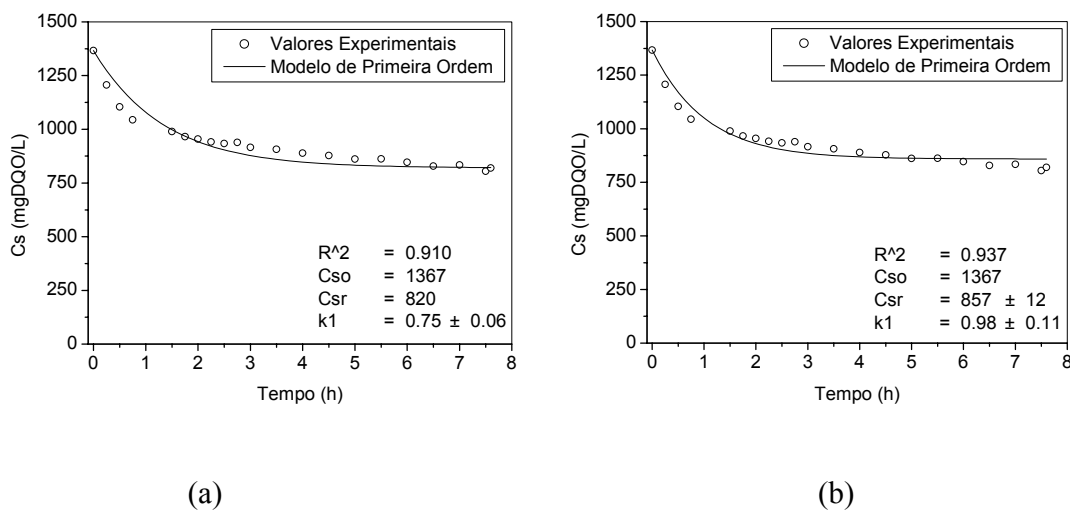 1500
1250
1000
750
500
250
0
Cs (mgDQO/L)
Valores Experimentais
Modelo de Primeira Ordem
R^2 = 0.910
Cso = 1367
Csr = 820
k1 = 0.75 ± 0.06
0 1 2 3 4 5 6 7 8
Tempo (h)
(a)
1500
1250
1000
750
500
250
0
Cs (mgDQO/L)
Valores Experimentais
Modelo de Primeira Ordem
R^2 = 0.937
Cso = 1367
Csr = 857 ± 12
k1 = 0.98 ± 0.11
0 1 2 3 4 5 6 7 8
Tempo (h)
(b)